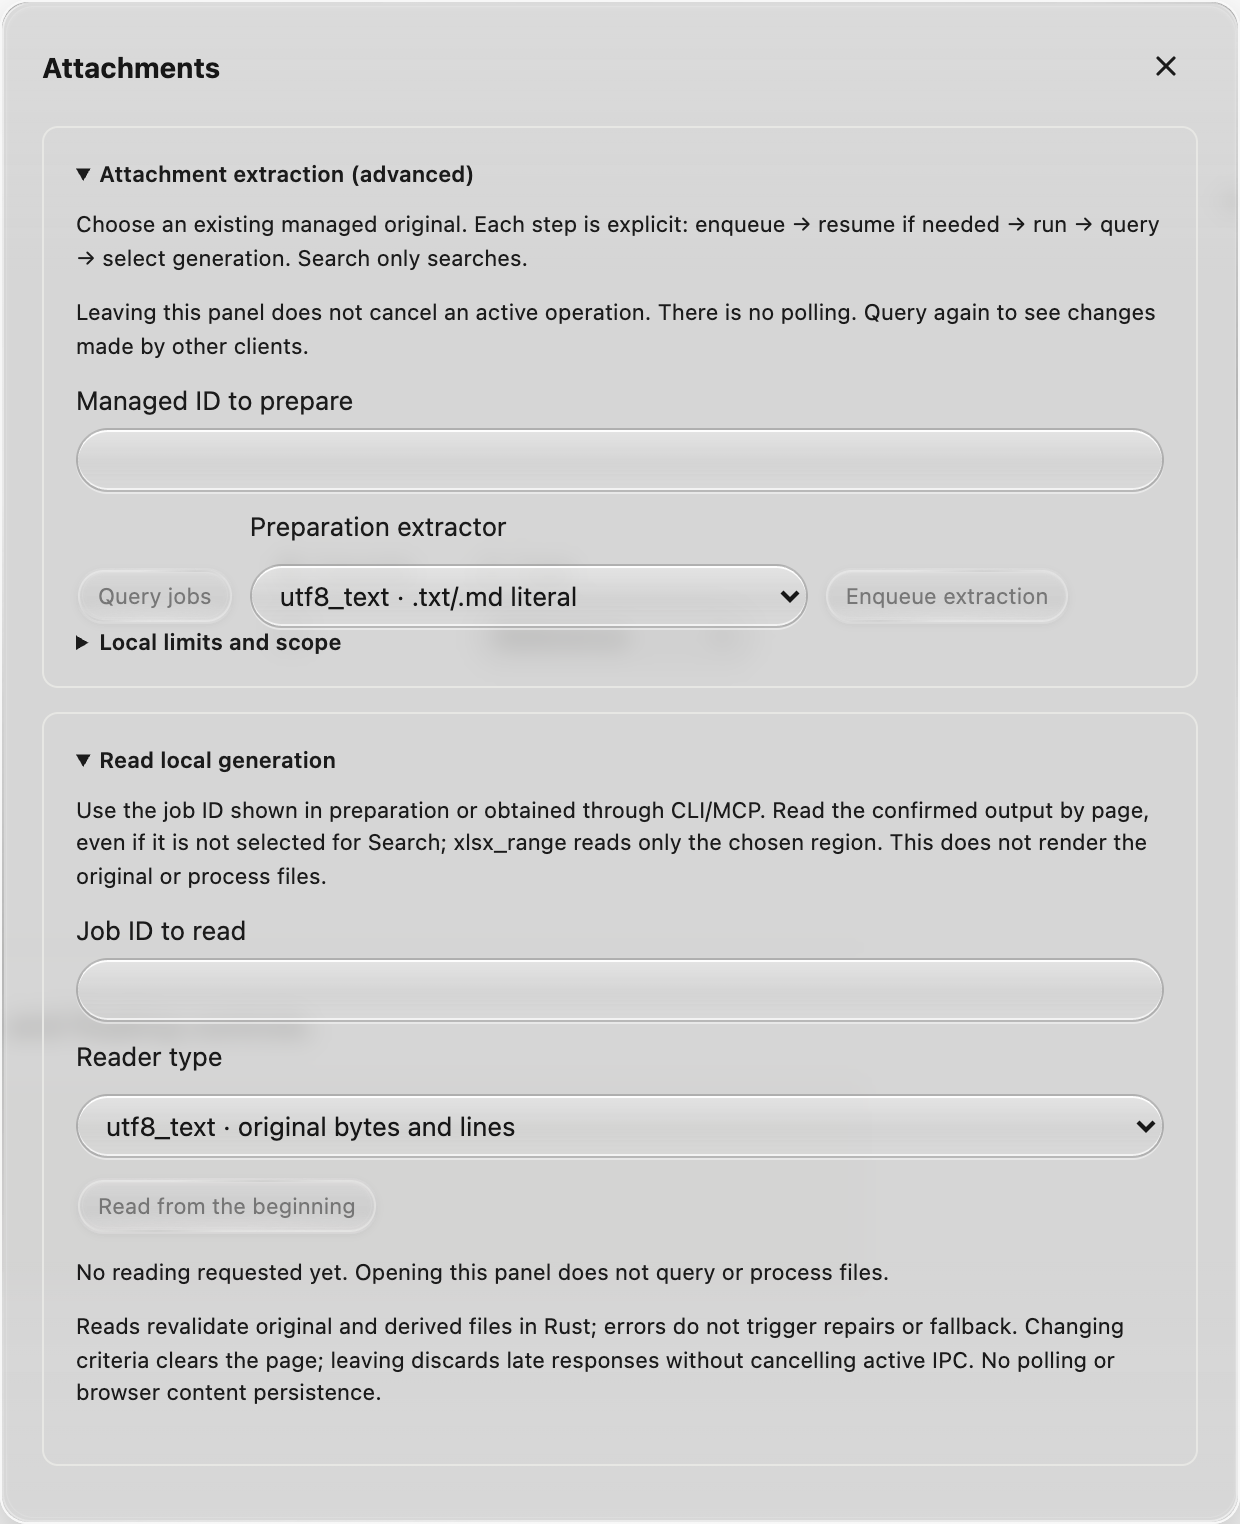 Attachments
▼ Attachment extraction (advanced)
Choose an existing managed original. Each step is explicit: enqueue → resume if needed → run → query
→ select generation. Search only searches.
Leaving this panel does not cancel an active operation. There is no polling. Query again to see changes
made by other clients.
Managed ID to prepare
Preparation extractor
Query jobs
utf8_text · .txt/.md literal
Enqueue extraction
▶ Local limits and scope
▼ Read local generation
Use the job ID shown in preparation or obtained through CLI/MCP. Read the confirmed output by page,
even if it is not selected for Search; xlsx_range reads only the chosen region. This does not render the
original or process files.
Job ID to read
Reader type
utf8_text · original bytes and lines
Read from the beginning
No reading requested yet. Opening this panel does not query or process files.
Reads revalidate original and derived files in Rust; errors do not trigger repairs or fallback. Changing
criteria clears the page; leaving discards late responses without cancelling active IPC. No polling or
browser content persistence.